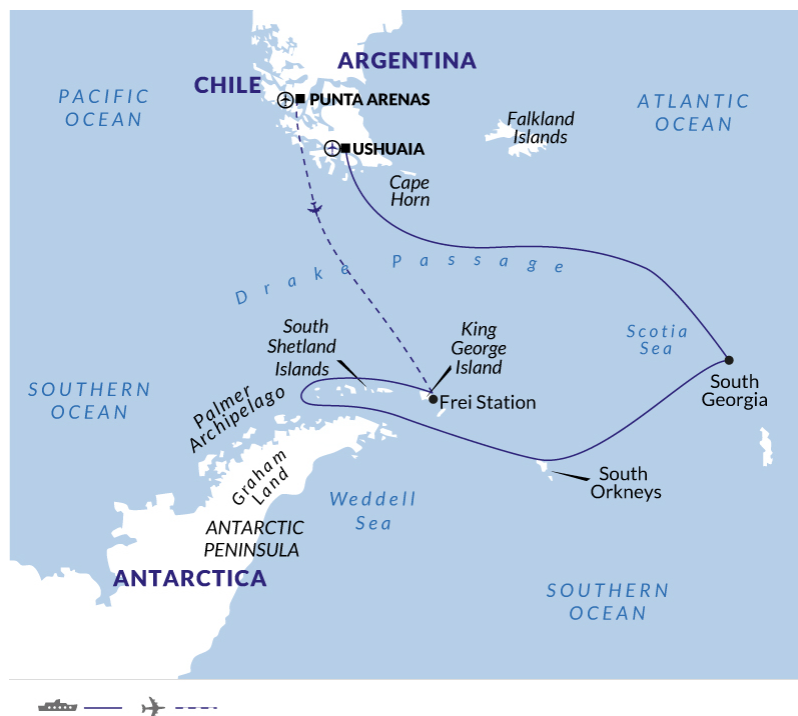 ARGENTINA
CHILE
PACIFIC
OCEAN
PUNTA ARENAS
ATLANTIC
OCEAN
Falkland
Islands
USHUAIA
Cape
Horn
Drake Passage
South
Shetland
Islands
King
George
Island
Scotia
Sea
South
Georgia
SOUTHERN
OCEAN
Palmer
Archipelago
Frei Station
Graham
Land
Weddell
Sea
South
Orkneys
ANTARCTIC
PENINSULA
ANTARCTICA
SOUTHERN
OCEAN